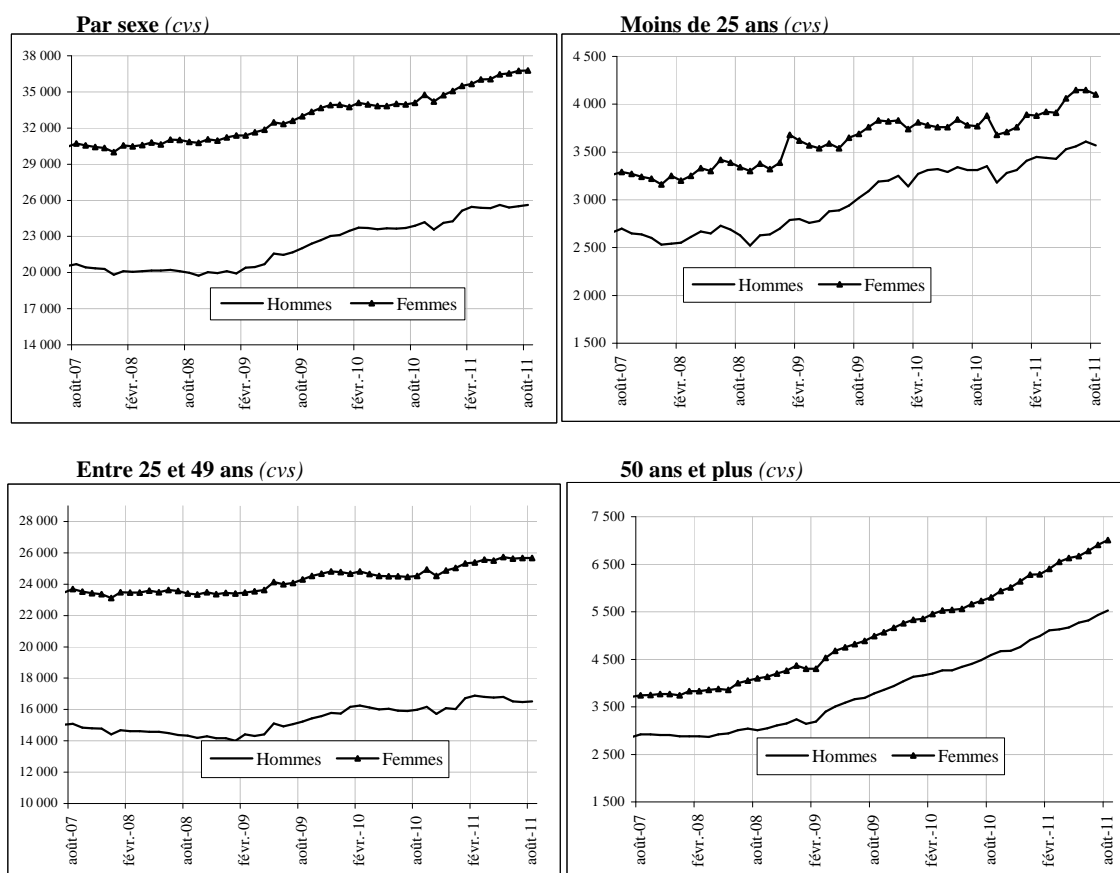 Par sexe (cvs)
38 000
34 000
30 000
26 000
22 000
18 000
14 000
Hommes Femmes
août-07
févr.-08
août-08
févr.-09
août-09
févr.-10
août-10
févr.-11
août-11
Moins de 25 ans (cvs)
4 500
4 000
3 500
3 000
2 500
2 000
1 500
Hommes Femmes
août-07
févr.-08
août-08
févr.-09
août-09
févr.-10
août-10
févr.-11
août-11
Entre 25 et 49 ans (cvs)
28 000
26 000
24 000
22 000
20 000
18 000
16 000
14 000
12 000
10 000
Hommes Femmes
août-07
févr.-08
août-08
févr.-09
août-09
févr.-10
août-10
févr.-11
août-11
50 ans et plus (cvs)
7 500
6 500
5 500
4 500
3 500
2 500
1 500
Hommes Femmes
août-07
févr.-08
août-08
févr.-09
août-09
févr.-10
août-10
févr.-11
août-11